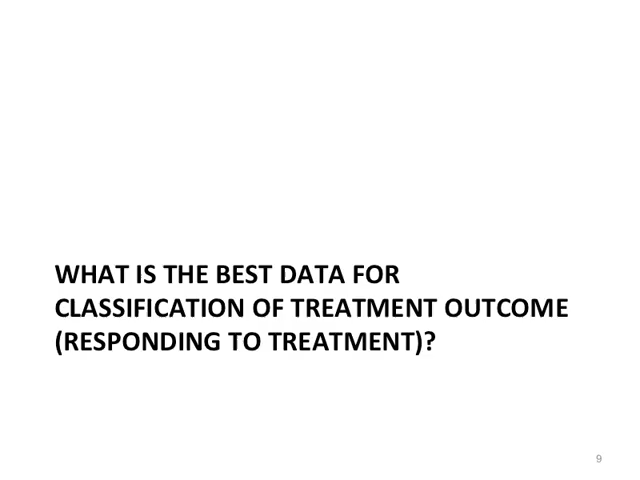 WHAT IS THE BEST DATA FOR
CLASSIFICATION OF TREATMENT OUTCOME
(RESPONDING TO TREATMENT)?
9